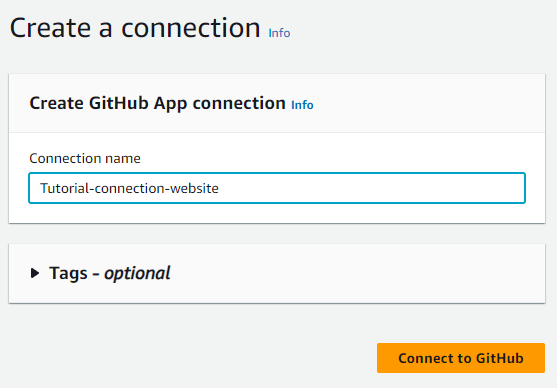 Create a connection Info
Create GitHub App connection Info
Connection name
Tutorial-connection-website
Tags - optional
Connect to GitHub